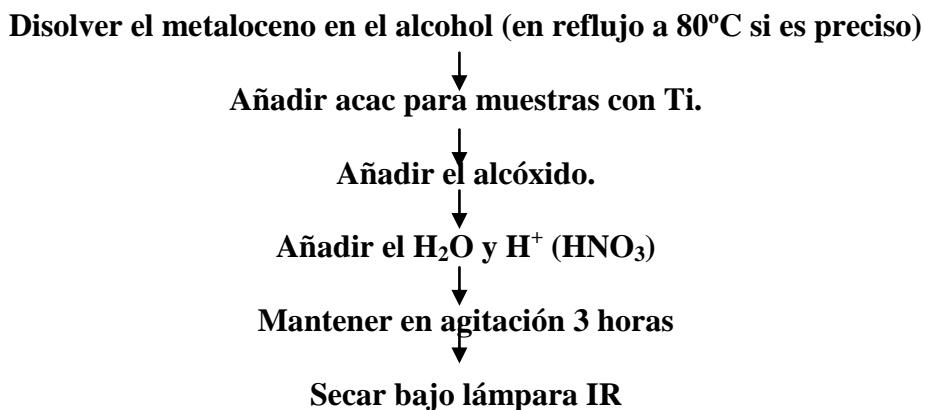 Disolver el metaloceno en el alcohol (en reflujo a 80ºC si es preciso)
Añadir acac para muestras con Ti.
Añadir el alcóxido.
Añadir el H₂O y H⁺ (HNO₃)
Mantener en agitación 3 horas
Secar bajo lámpara IR